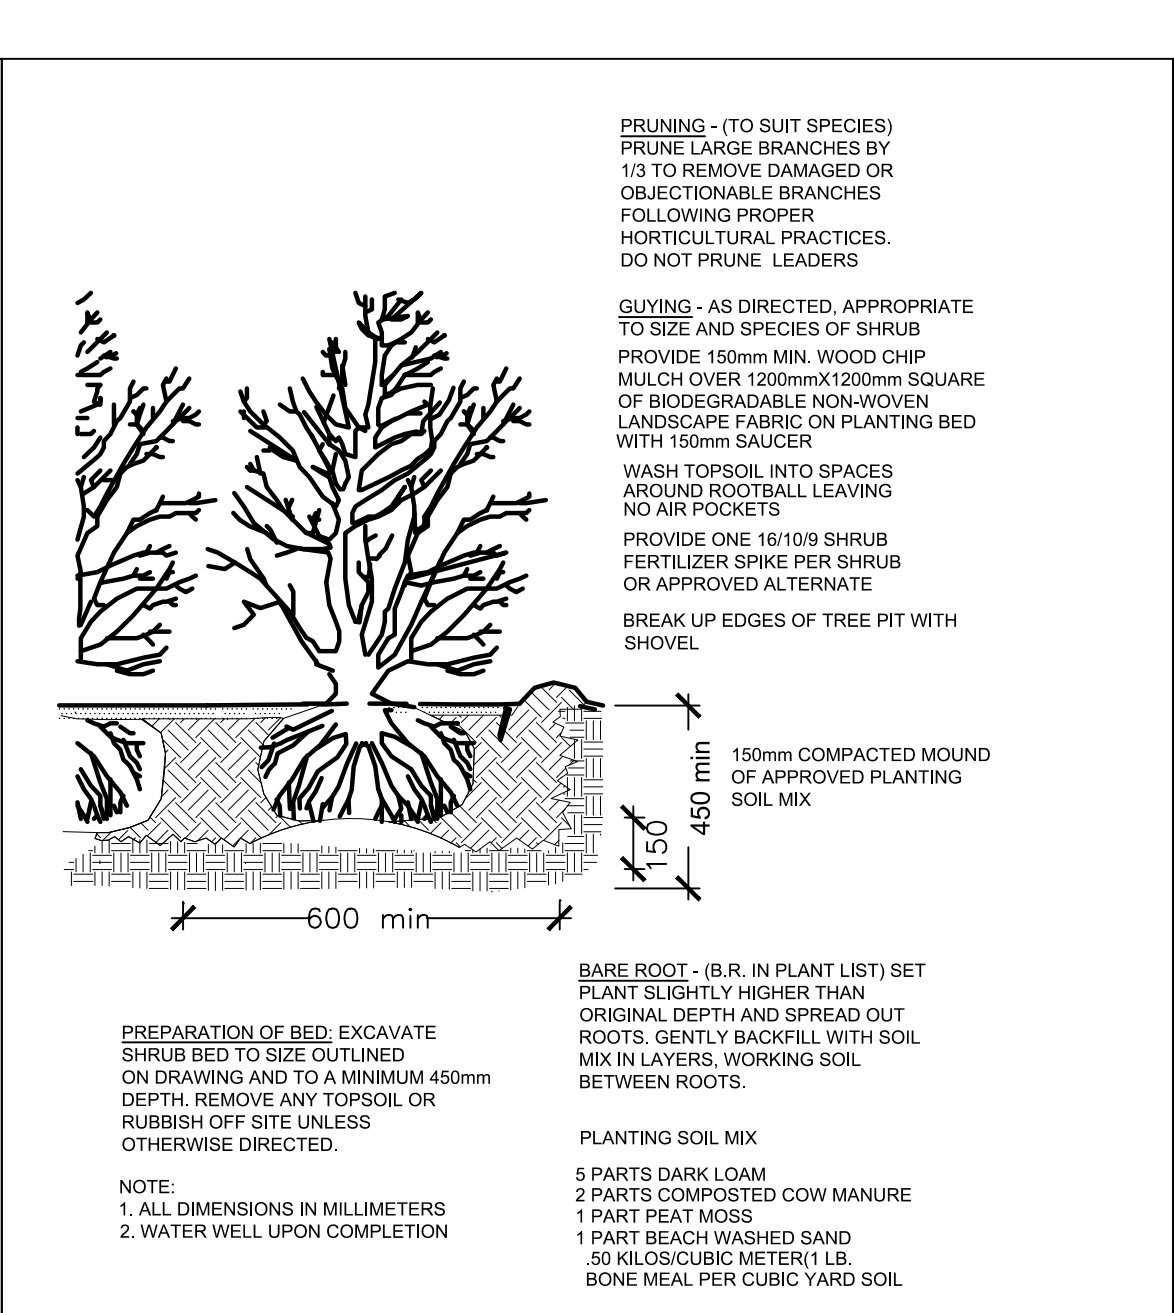 PRUNING - (TO SUIT SPECIES)
PRUNE LARGE BRANCHES BY
1/3 TO REMOVE DAMAGED OR
OBJECTIONABLE BRANCHES
FOLLOWING PROPER
HORTICULTURAL PRACTICES.
DO NOT PRUNE LEADERS
GUYING - AS DIRECTED, APPROPRIATE
TO SIZE AND SPECIES OF SHRUB
PROVIDE 150mm MIN. WOOD CHIP
MULCH OVER 1200mmX1200mm SQUARE
OF BIODEGRADABLE NON-WOVEN
LANDSCAPE FABRIC ON PLANTING BED
WITH 150mm SAUCER
WASH TOPSOIL INTO SPACES
AROUND ROOTBALL LEAVING
NO AIR POCKETS
PROVIDE ONE 16/10/9 SHRUB
FERTILIZER SPIKE PER SHRUB
OR APPROVED ALTERNATE
BREAK UP EDGES OF TREE PIT WITH
SHOVEL
450 min
150
150mm COMPACTED MOUND
OF APPROVED PLANTING
SOIL MIX
600 min
PREPARATION OF BED: EXCAVATE
SHRUB BED TO SIZE OUTLINED
ON DRAWING AND TO A MINIMUM 450mm
DEPTH. REMOVE ANY TOPSOIL OR
RUBBISH OFF SITE UNLESS
OTHERWISE DIRECTED.
NOTE:
1. ALL DIMENSIONS IN MILLIMETERS
2. WATER WELL UPON COMPLETION
BARE ROOT - (B.R. IN PLANT LIST) SET
PLANT SLIGHTLY HIGHER THAN
ORIGINAL DEPTH AND SPREAD OUT
ROOTS. GENTLY BACKFILL WITH SOIL
MIX IN LAYERS, WORKING SOIL
BETWEEN ROOTS.
PLANTING SOIL MIX
5 PARTS DARK LOAM
2 PARTS COMPOSTED COW MANURE
1 PART PEAT MOSS
1 PART BEACH WASHED SAND
.50 KILOS/CUBIC METER(1 LB.
BONE MEAL PER CUBIC YARD SOIL